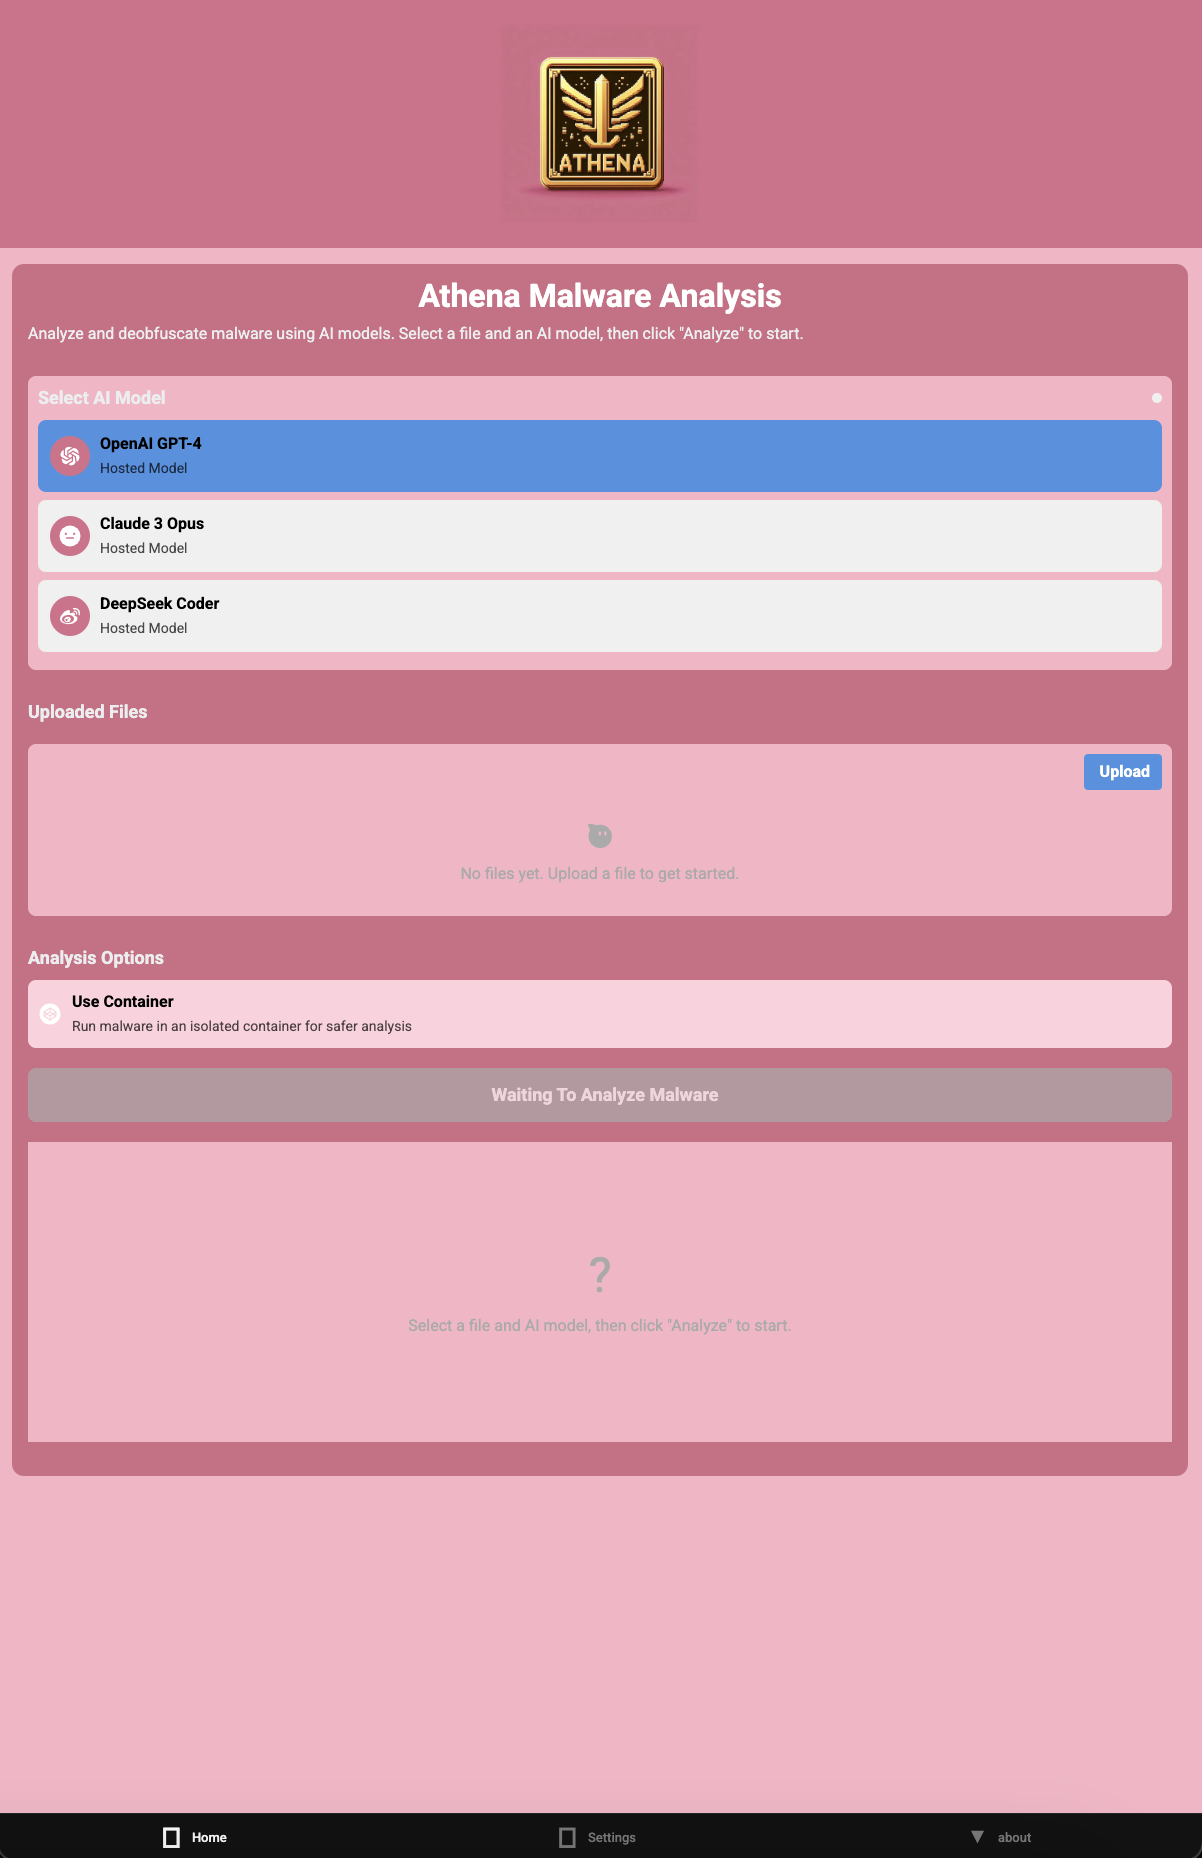 ATHENA
Athena Malware Analysis
Analyze and deobfuscate malware using AI models. Select a file and an AI model, then click "Analyze" to start.
Select AI Model
OpenAI GPT-4
Hosted Model
Claude 3 Opus
Hosted Model
DeepSeek Coder
Hosted Model
Uploaded Files
Upload
No files yet. Upload a file to get started.
Analysis Options
Use Container
Run malware in an isolated container for safer analysis
Waiting To Analyze Malware
?
Select a file and AI model, then click "Analyze" to start.
Home
Settings
about